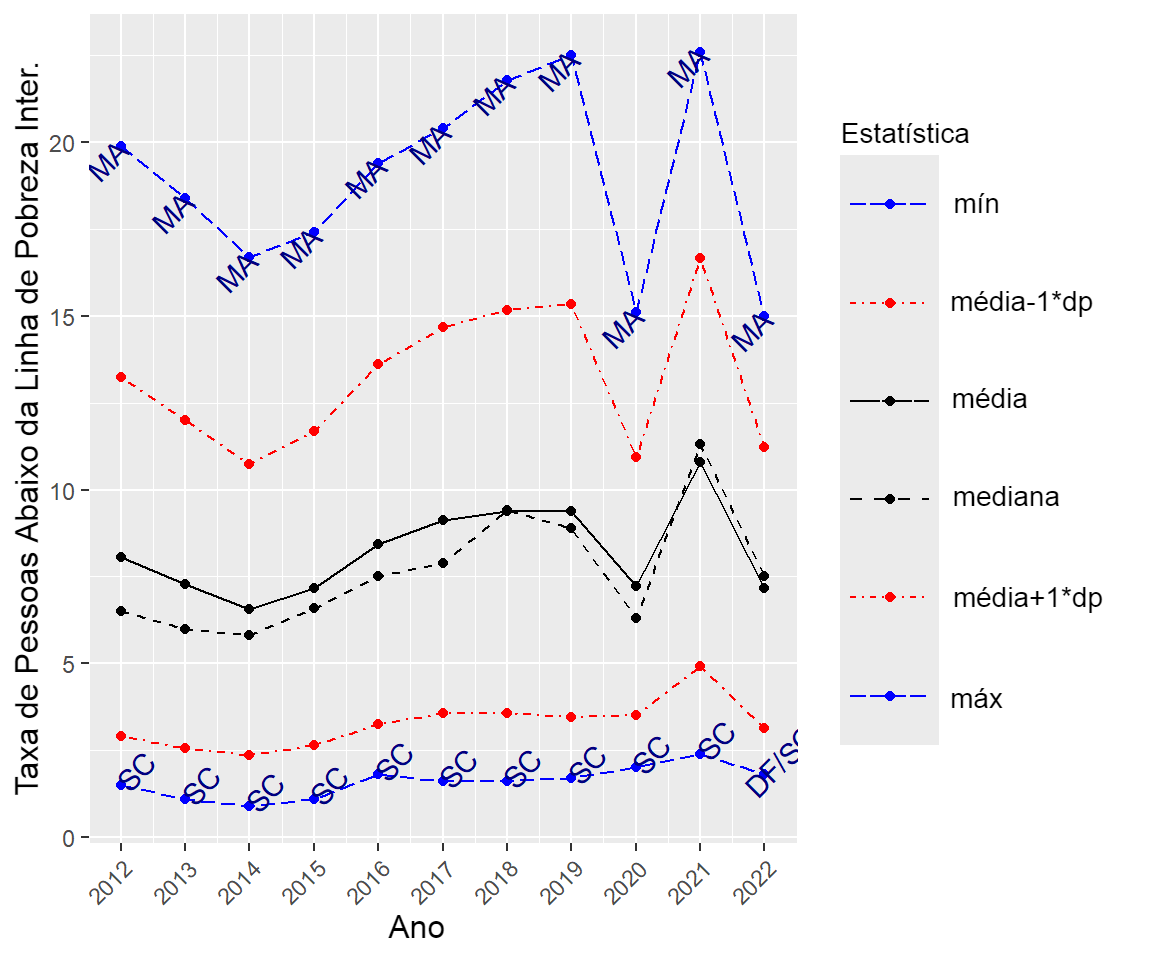 Taxa de Pessoas Abaixo da Linha de Pobreza Inter.
20
15
10
5
0
MA
MA
MA
MA
MA
MA
MA
MA
MA
MA
MA
SC
SC
SC
SC
SC
SC
SC
SC
SC
SC
DF/SC
2012
2013
2014
2015
2016
2017
2018
2019
2020
2021
2022
Ano
Estatística
mín
média-1*dp
média
mediana
média+1*dp
máx